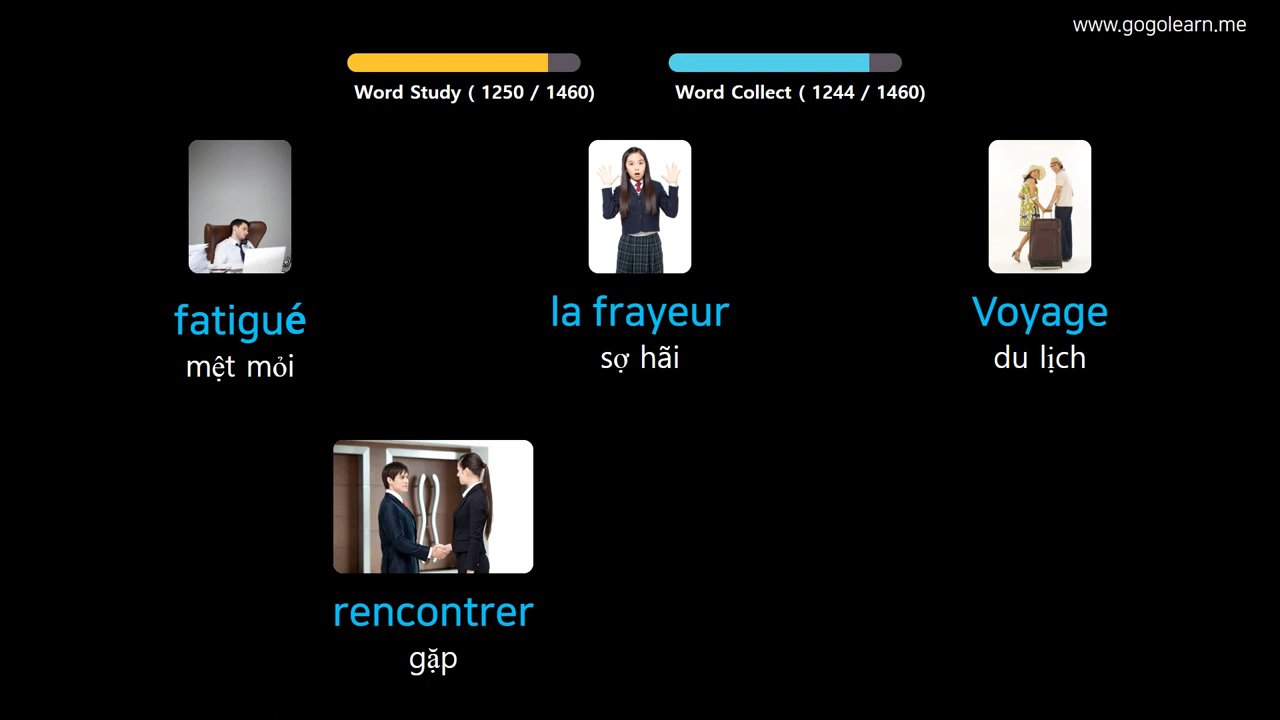 www.gogolearn.me
Word Study ( 1250 / 1460)
Word Collect ( 1244 / 1460)
fatigué
mệt mỏi
la frayeur
sợ hãi
Voyage
du lịch
rencontrer
gặp